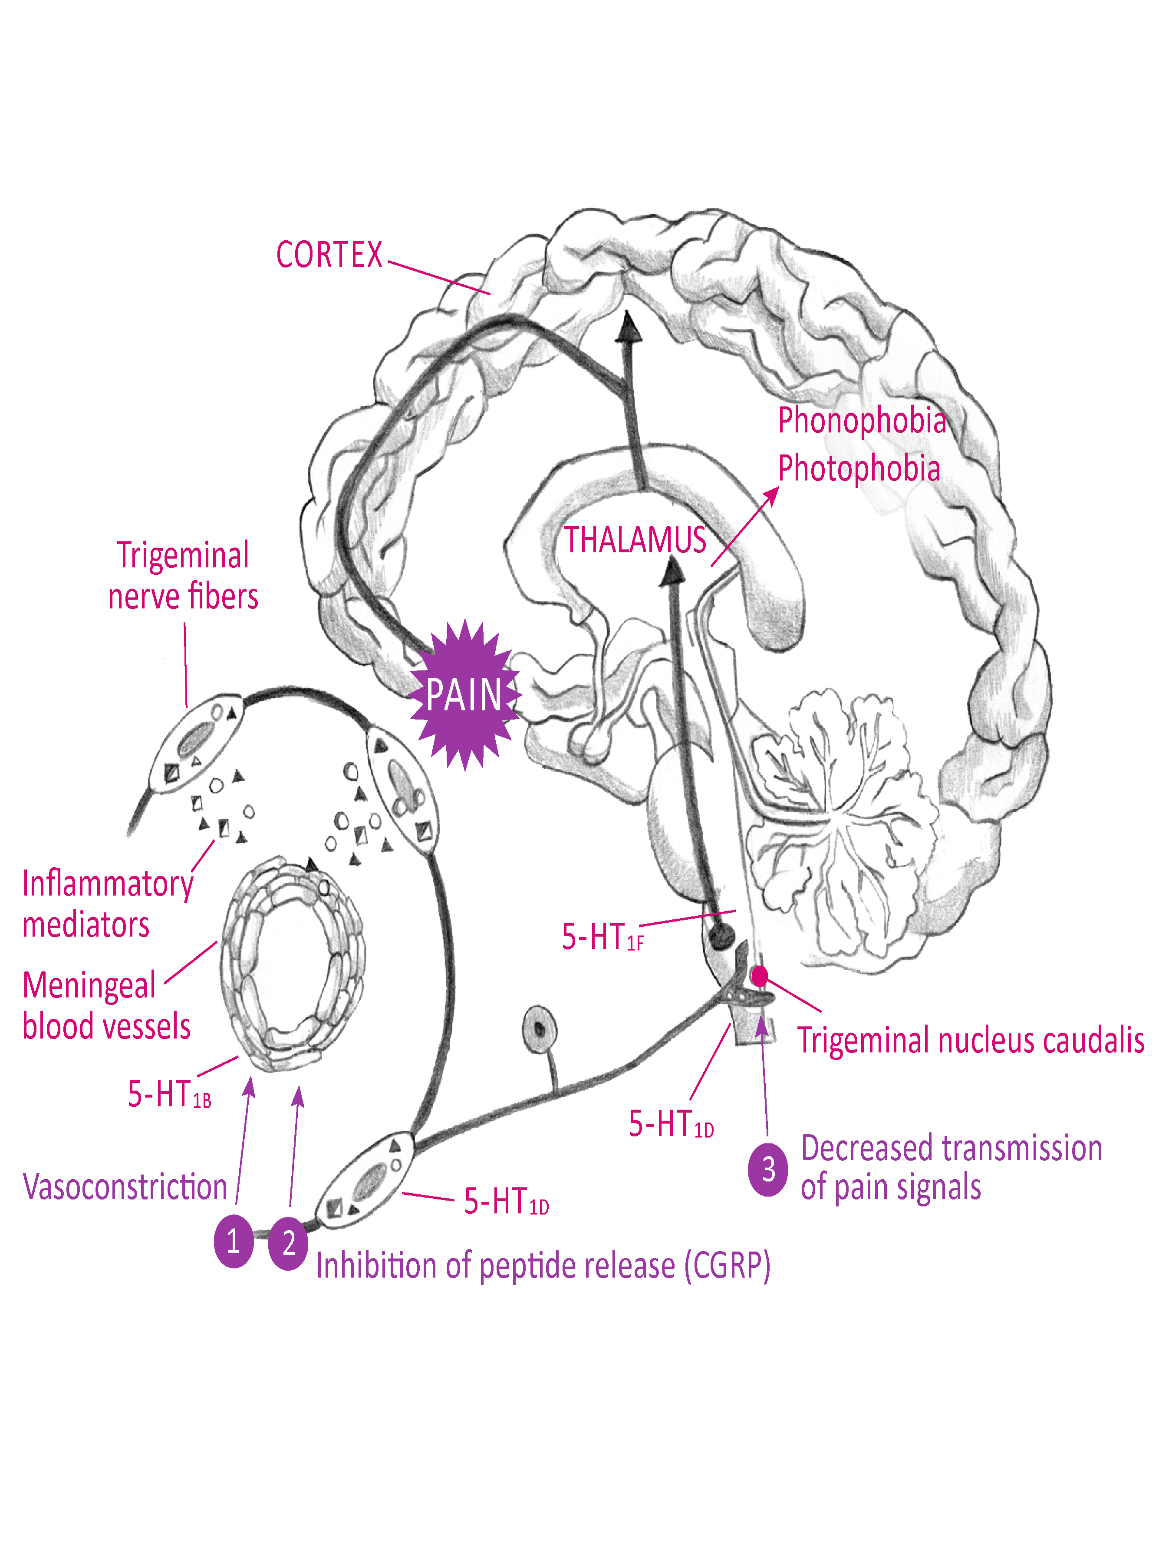 CORTEX
Phonophobia
Photophobia
THALAMUS
Trigeminal
nerve fibers
PAIN
Inflammatory
mediators
5-HT1F
Meningeal
blood vessels
Trigeminal nucleus caudalis
5-HT1B
5-HT1D
Decreased transmission
of pain signals
3
Vasoconstriction
5-HT1D
1
2
Inhibition of peptide release (CGRP)